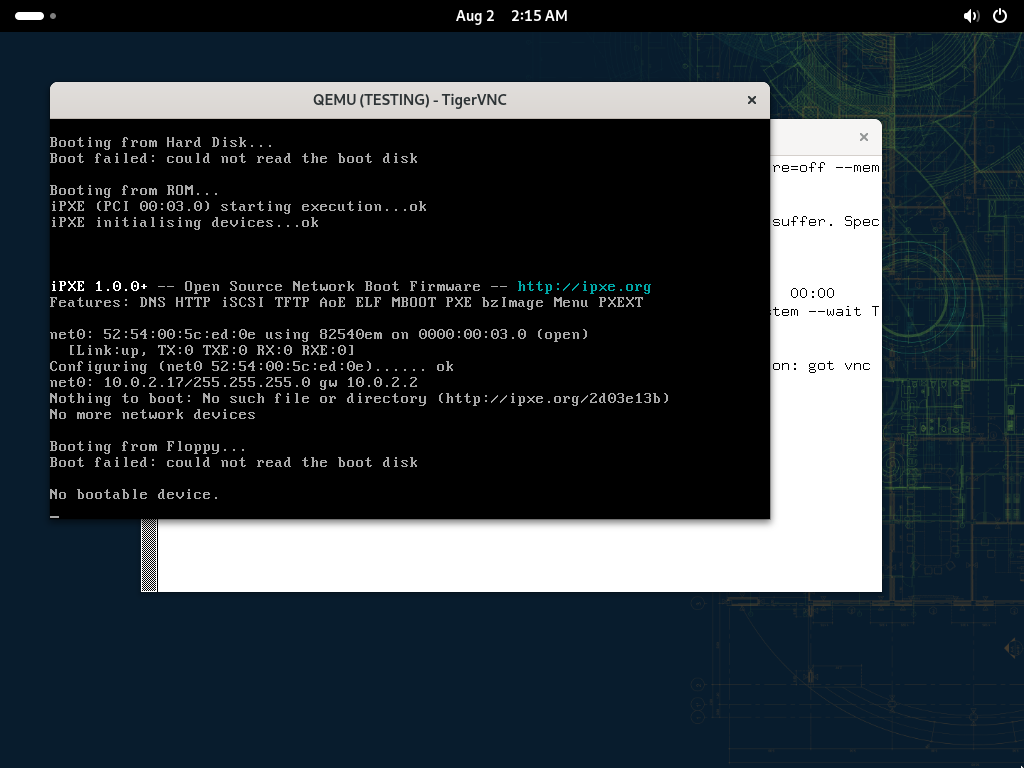 Aug 2 2:15 AM
QEMU (TESTING) - TigerVNC
Booting from Hard Disk...
Boot failed: could not read the boot disk
Booting from ROM...
iPXE (PCI 00:03.0) starting execution...ok
iPXE initialising devices...ok
iPXE 1.0.0+ -- Open Source Network Boot Firmware -- http://ipxe.org
Features: DNS HTTP iSCSI TFTP AoE ELF MBOOT PXE bzImage Menu PXEXT
net0: 52:54:00:5c:ed:0e using 82540em on 0000:00:03.0 (open)
[Link:up, TX:0 TXE:0 RX:0 RXE:0]
Configuring (net0 52:54:00:5c:ed:0e)...... ok
net0: 10.0.2.17/255.255.255.0 gw 10.0.2.2
Nothing to boot: No such file or directory (http://ipxe.org/2d03e13b)
No more network devices
Booting from Floppy...
Boot failed: could not read the boot disk
No bootable device.
re=off --mem
suffer. Spec
00:00
tem --wait T
on: got vnc